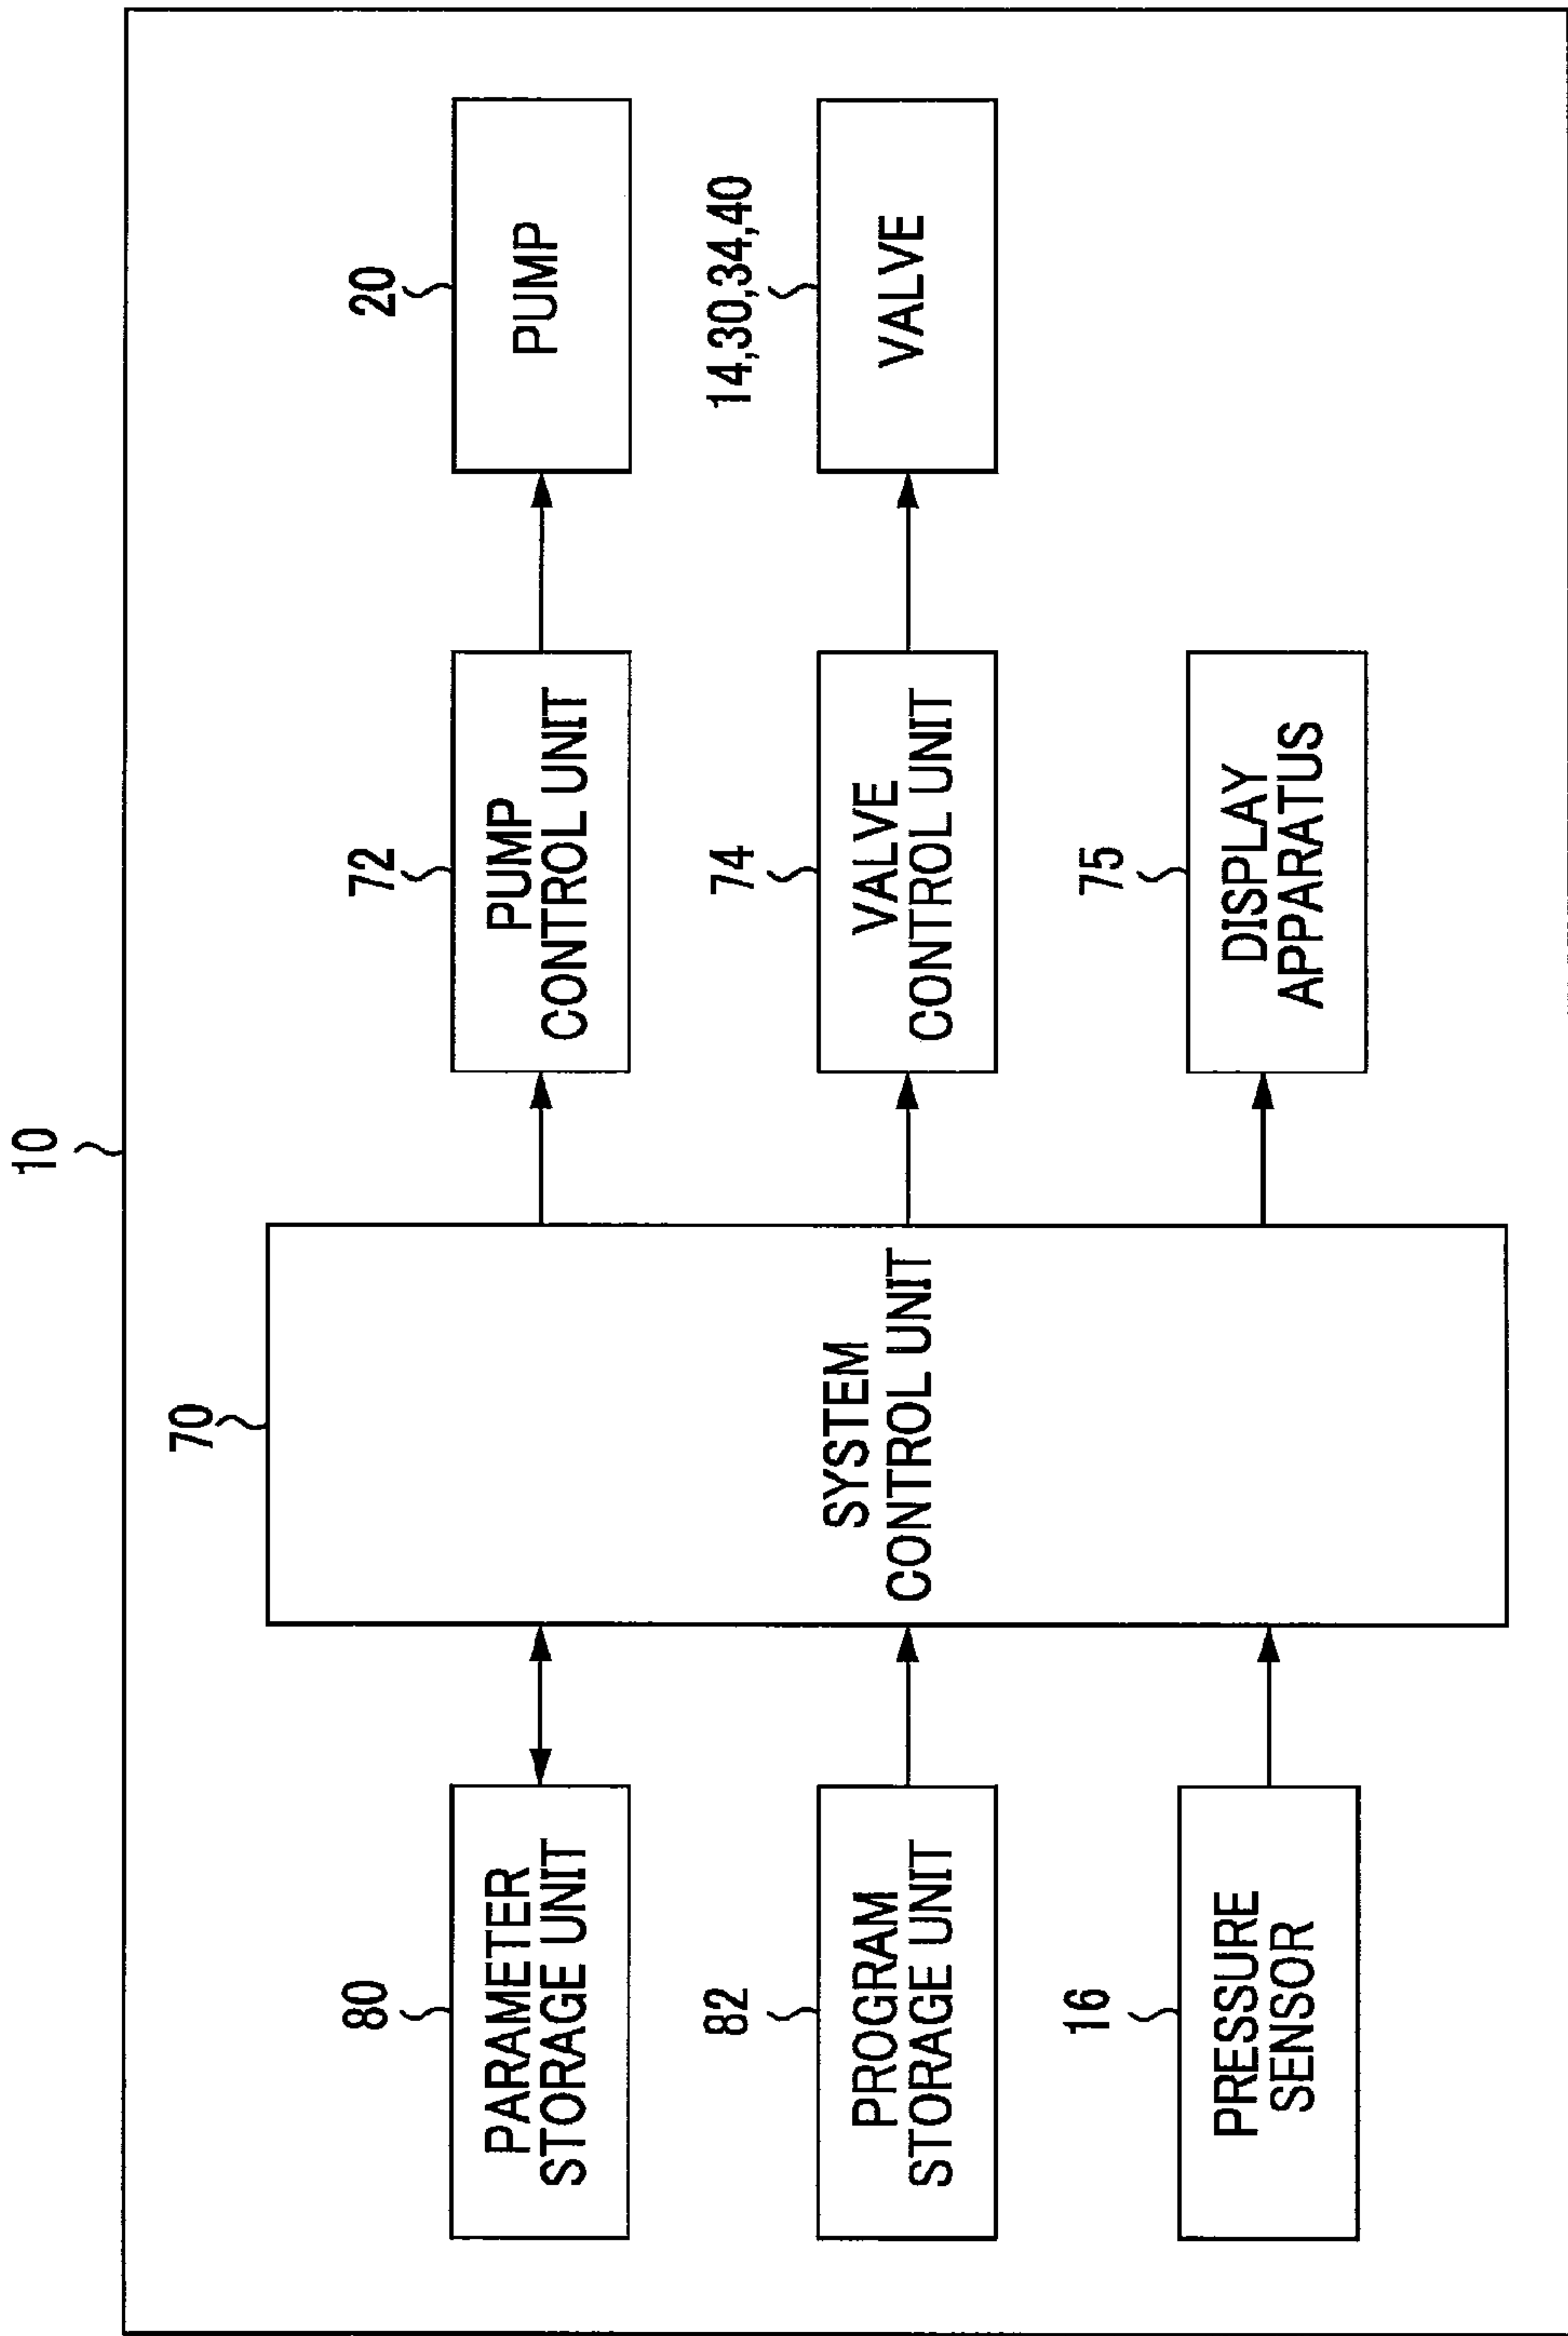 10
70
80
PARAMETER
STORAGE UNIT
82
PROGRAM
STORAGE UNIT
16
PRESSURE
SENSOR
SYSTEM
CONTROL UNIT
72
PUMP
CONTROL UNIT
74
VALVE
CONTROL UNIT
75
DISPLAY
APPARATUS
20
PUMP
14,30,34,40
VALVE